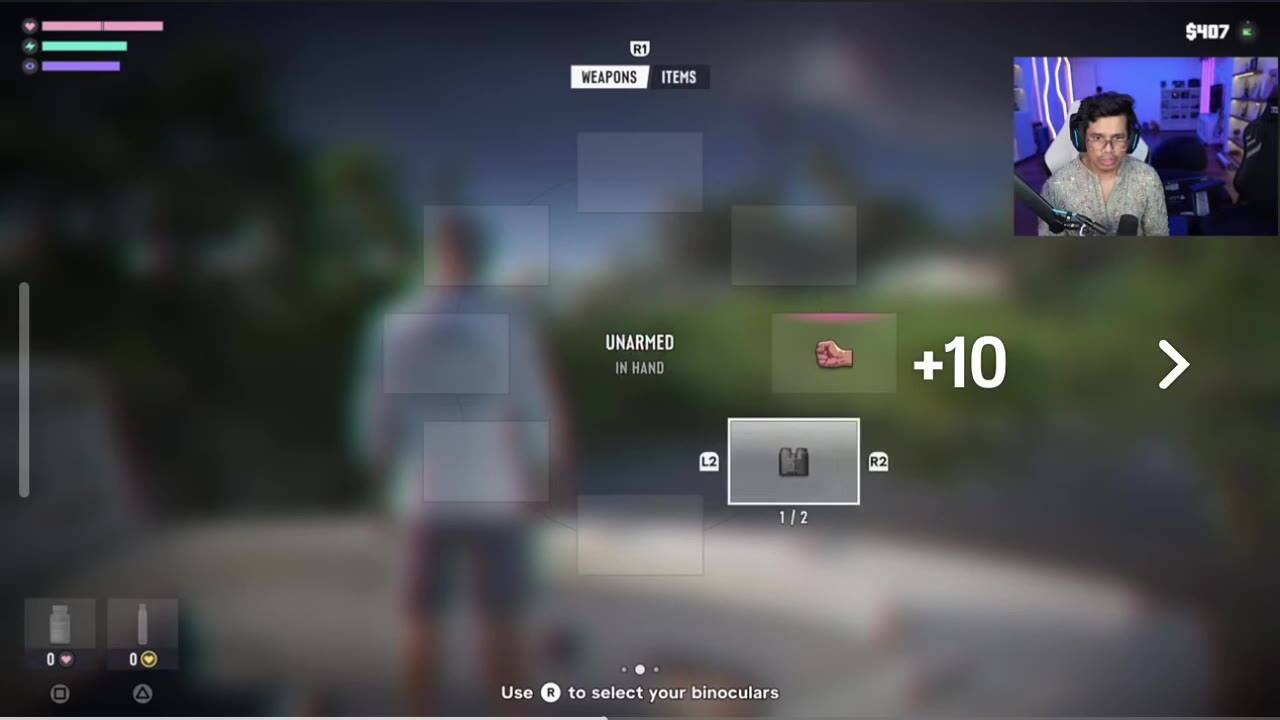 $407
R1
WEAPONS ITEMS
UNARMED
IN HAND
+10
L2
R2
1 / 2
0
0
Use R to select your binoculars